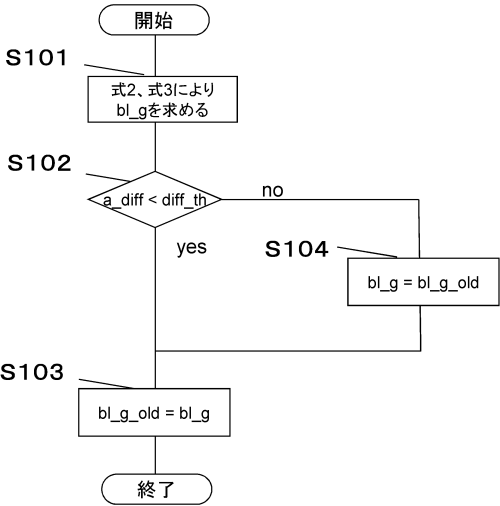 開始
S101
式2、式3により
bl_gを求める
S102
a_diff < diff_th
no
yes
S104
bl_g = bl_g_old
S103
bl_g_old = bl_g
終了